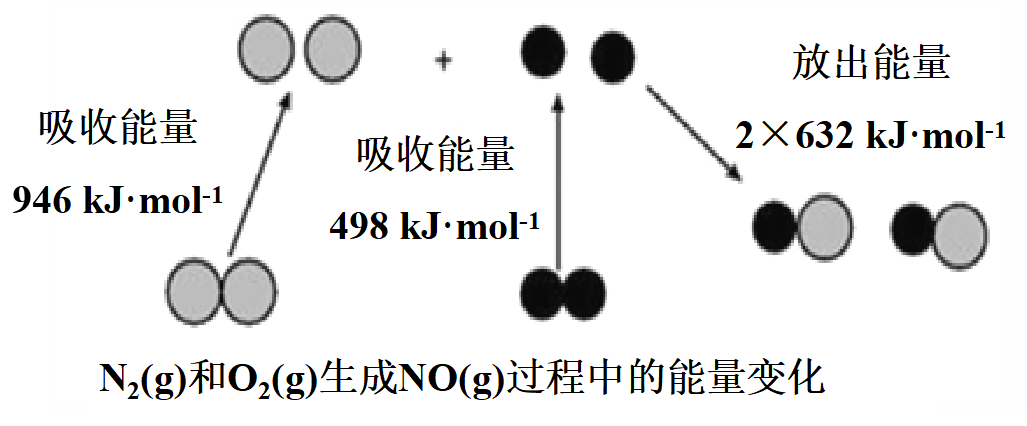 +
放出能量
2×632 kJ·mol-1
吸收能量
946 kJ·mol-1
吸收能量
498 kJ·mol-1
N2(g)和O2(g)生成NO(g)过程中的能量变化